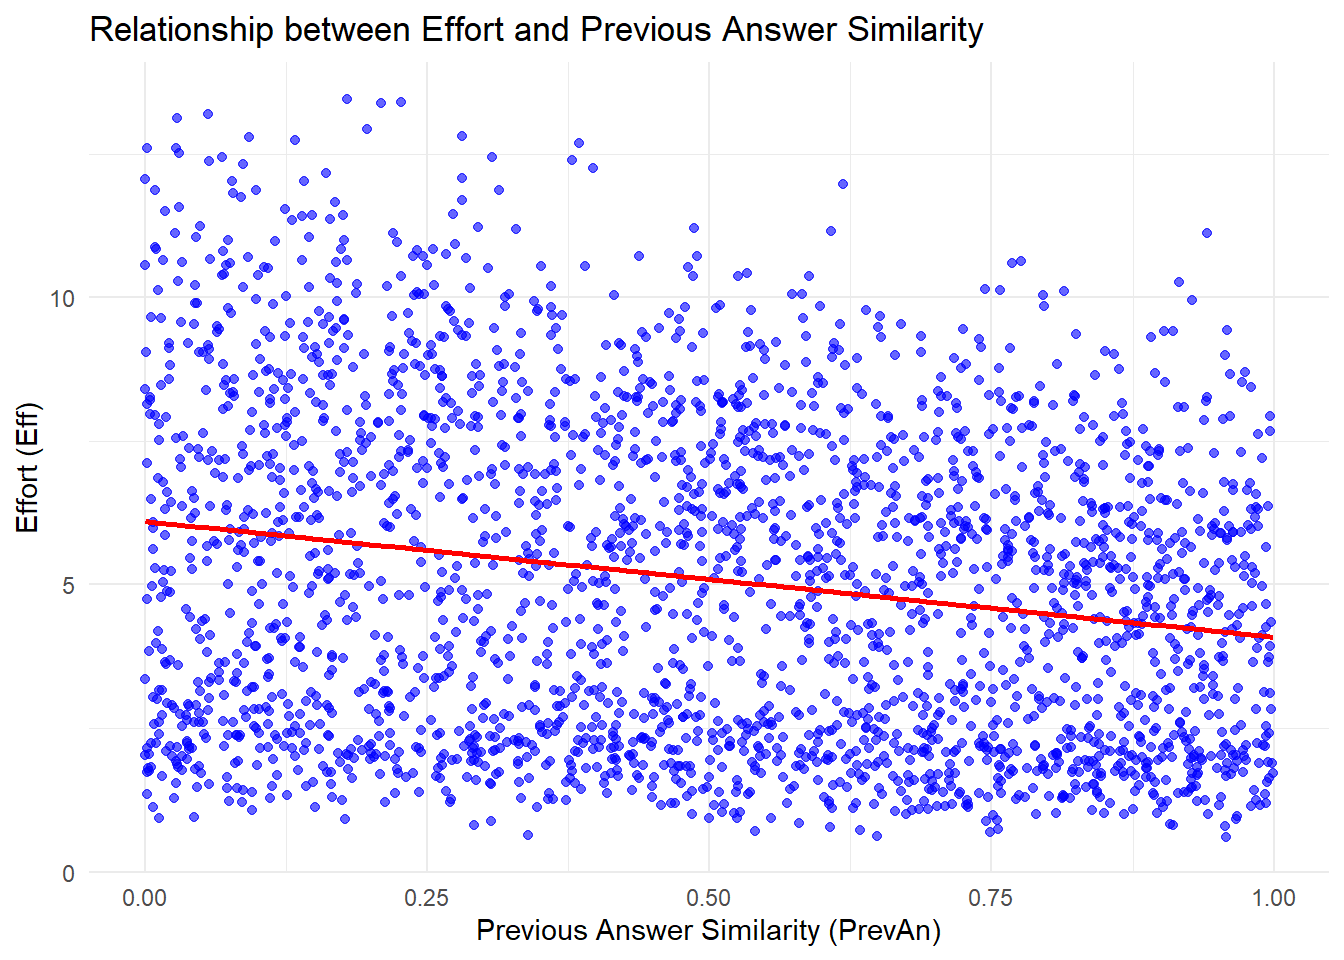 Relationship between Effort and Previous Answer Similarity
Effort (Eff)
10
5
0
0.00 0.25 0.50 0.75 1.00
Previous Answer Similarity (PrevAn)